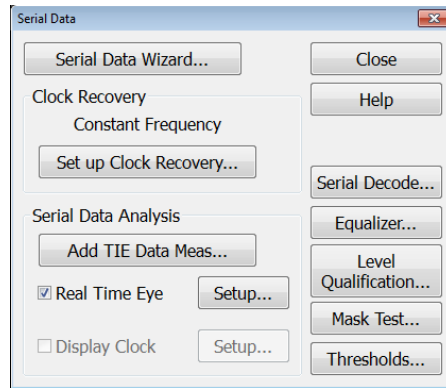 Serial Data
Serial Data Wizard...
Close
Clock Recovery
Help
Constant Frequency
Set up Clock Recovery...
Serial Decode...
Serial Data Analysis
Equalizer...
Add TIE Data Meas...
Level
Qualification...
Real Time Eye
Setup...
Mask Test...
Display Clock
Setup...
Thresholds...